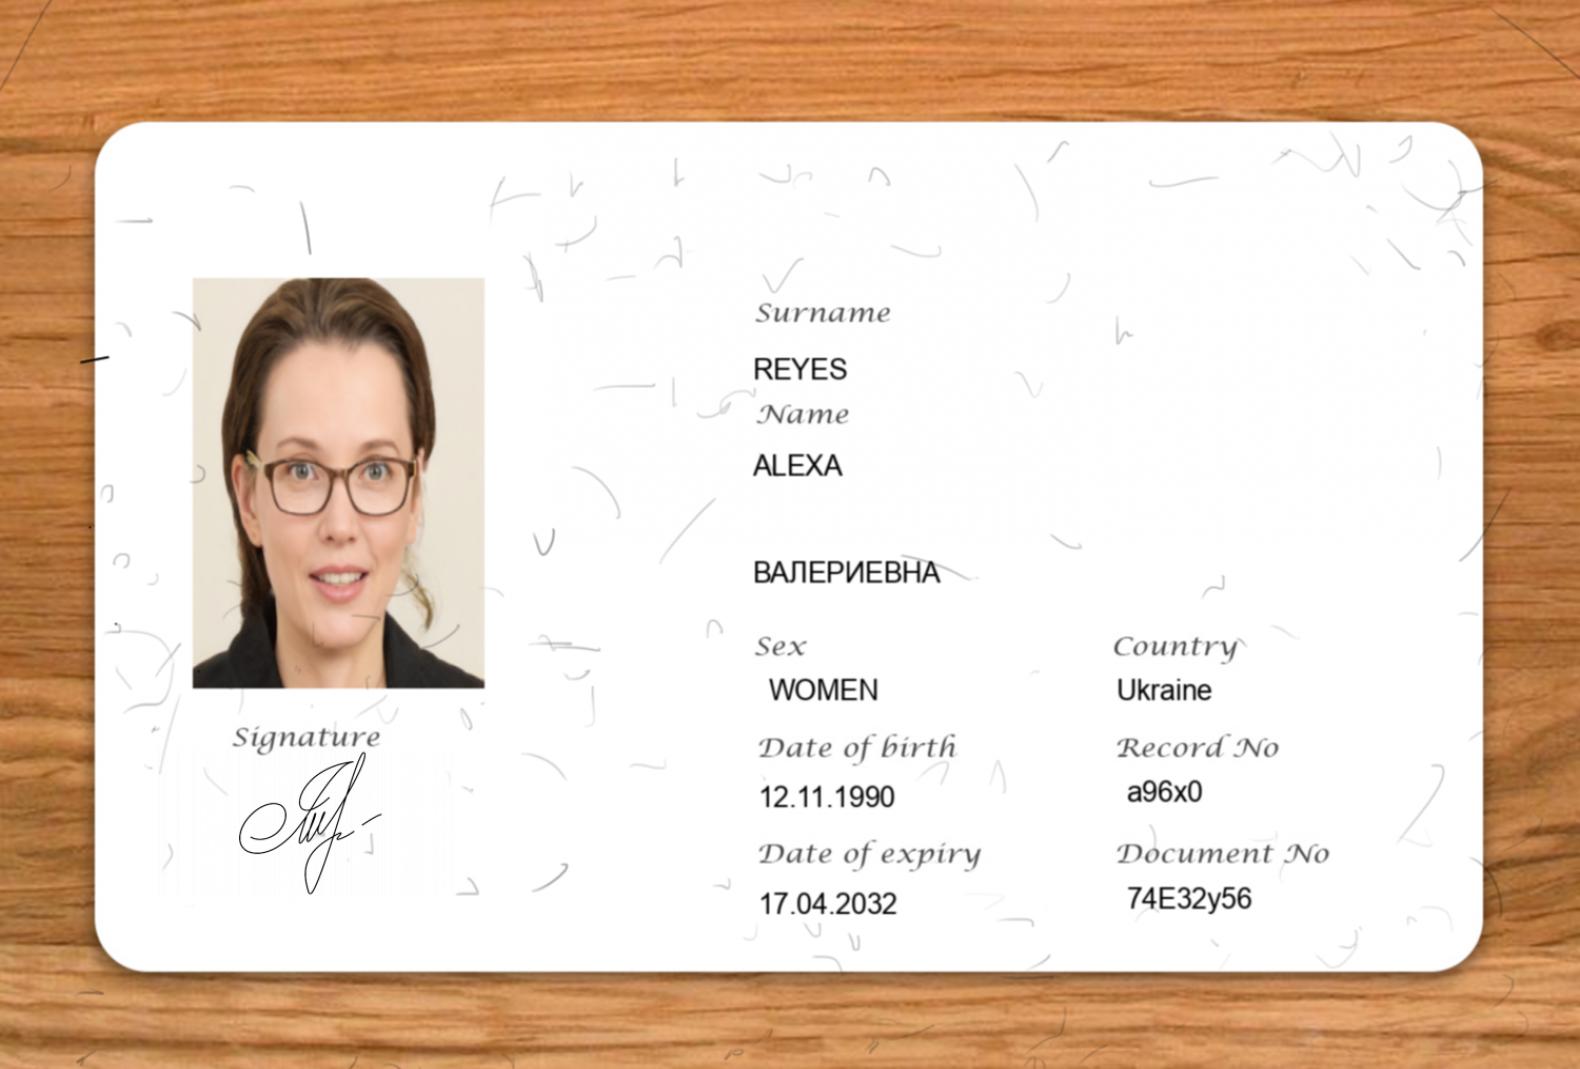 Surname
REYES
Name
ALEXA
ВАЛЕРИЕВНА
Sex
Country
WOMEN
Ukraine
Date of birth
Record No
12.11.1990
a96x0
Date of expiry
Document No
17.04.2032
74E32y56
Signature